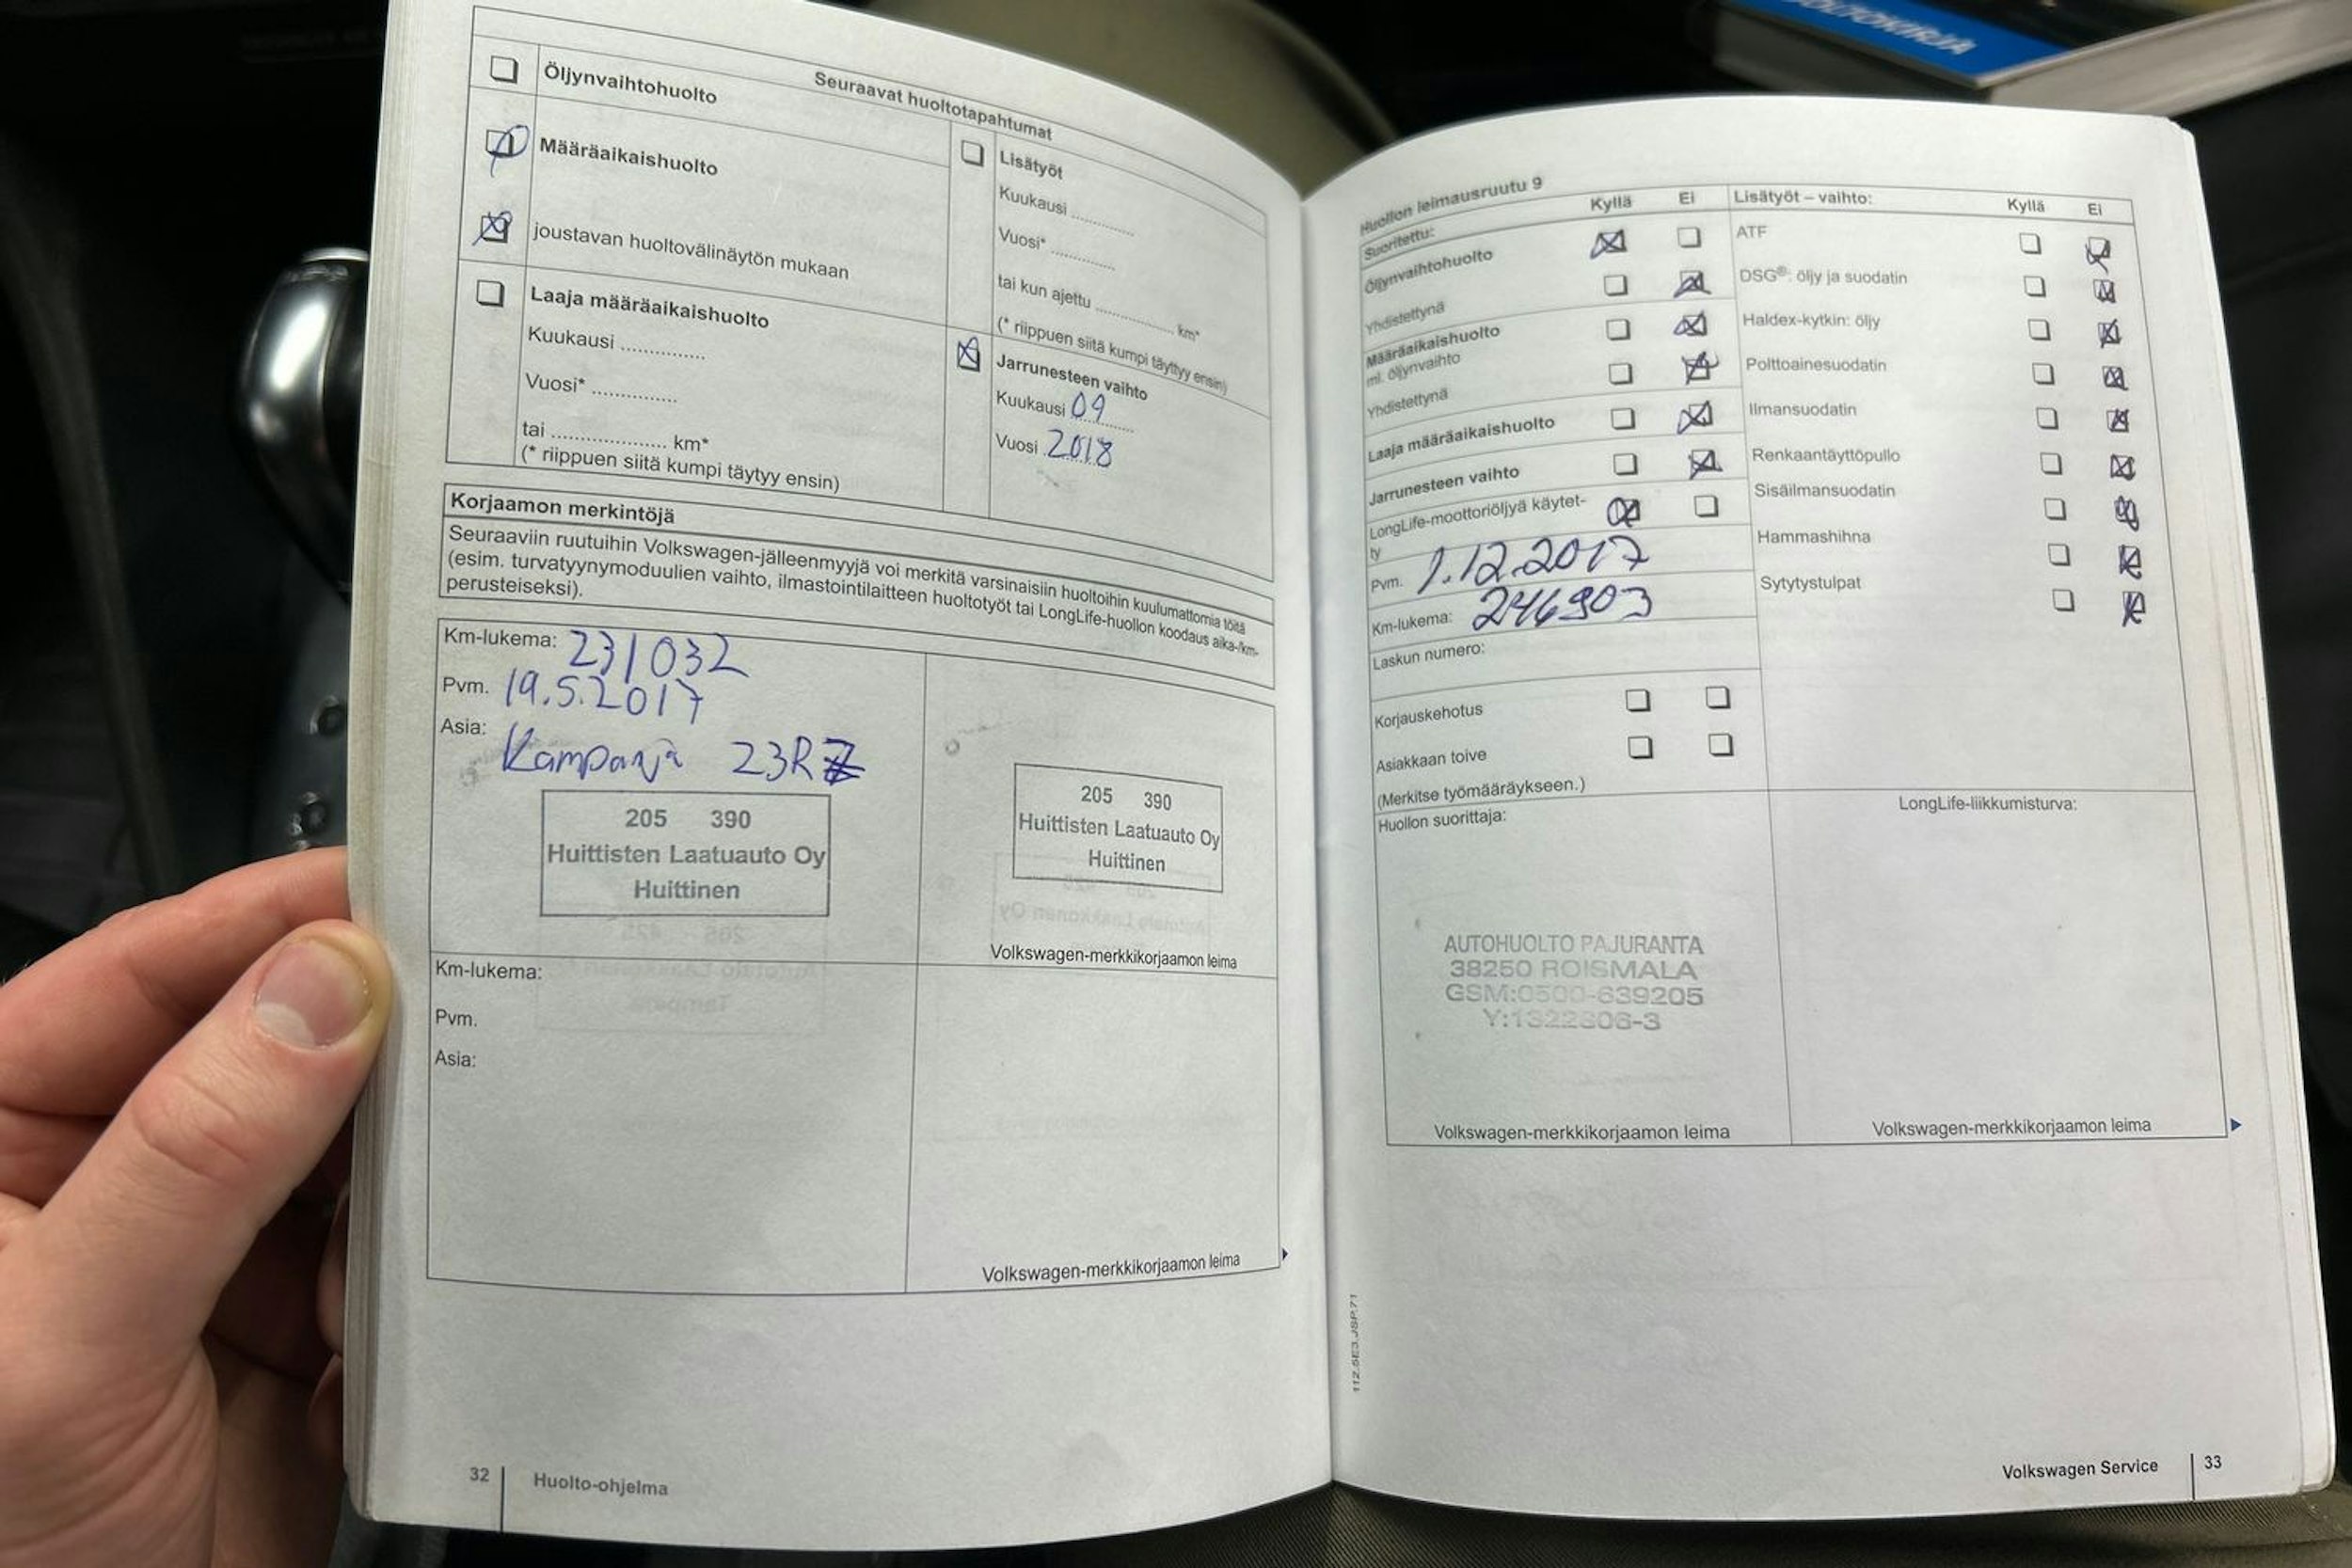 UOLTOKIRJA
Seuraavat huoltotapahtumat
Öljynvaihtohuolto
Määräaikaishuolto
joustavan huoltovälinäytön mukaan
Laaja määräaikaishuolto
Kuukausi ...............
Vuosi* ...............
tai .................... km*
(* riippuen siitä kumpi täytyy ensin)
Lisätyöt
Kuukausi ...............
Vuosi* ...............
tai kun ajettu .................... km*
(* riippuen siitä kumpi täyttyy ensin)
Jarrunesteen vaihto
Kuukausi 09
Vuosi 2018
Korjaamon merkintöjä
Seuraaviin ruutuihin Volkswagen-jälleenmyyjä voi merkitä varsinaisiin huoltoihin kuulumattomia töitä
(esim. turvatyynymoduulien vaihto, ilmastointilaitteen huoltotyöt tai LongLife-huollon koodaus aika-/km-
perusteiseksi).
Km-lukema: 231032
Pvm. 19.5.2017
Asia: Kampanja 23R7
205 390
Huittisten Laatuauto Oy
Huittinen
205 390
Huittisten Laatuauto Oy
Huittinen
Volkswagen-merkkikorjaamon leima
Km-lukema:
Pvm.
Asia:
Volkswagen-merkkikorjaamon leima
32 Huolto-ohjelma
Huollon leimausruutu 9
Suoritettu: Kyllä Ei
Öljynvaihtohuolto
Yhdistettynä
Määräaikaishuolto
ml. öljynvaihto
Yhdistettynä
Laaja määräaikaishuolto
Jarrunesteen vaihto
LongLife-moottoriöljyä käytet-
ty
Pvm. 1.12.2017
Km-lukema: 246903
Laskun numero:
Korjauskehotus
Asiakkaan toive
(Merkitse työmääräykseen.)
Lisätyöt – vaihto: Kyllä Ei
ATF
DSG®: öljy ja suodatin
Haldex-kytkin: öljy
Polttoainesuodatin
Ilmansuodatin
Renkaantäyttöpullo
Sisäilmansuodatin
Hammashihna
Sytytystulpat
Huollon suorittaja:
AUTOHUOLTO PAJURANTA
38250 ROISMALA
GSM:0500-639205
Y:1322806-3
Volkswagen-merkkikorjaamon leima
LongLife-liikkumisturva:
Volkswagen-merkkikorjaamon leima
112.5E3.JSP.71
Volkswagen Service 33